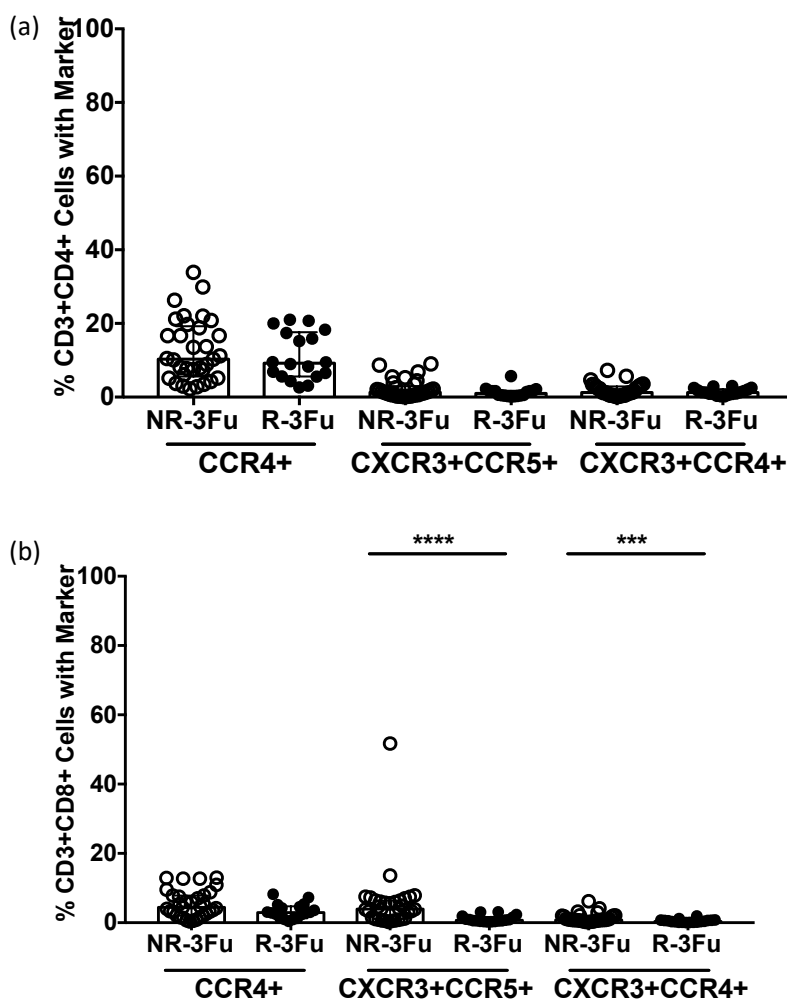 (a)
% CD3+CD4+ Cells with Marker
100
80
60
40
20
0
NR-3Fu R-3Fu NR-3Fu R-3Fu NR-3Fu R-3Fu
CCR4+ CXCR3+CCR5+ CXCR3+CCR4+
(b)
**** ***
% CD3+CD8+ Cells with Marker
100
80
60
40
20
0
NR-3Fu R-3Fu NR-3Fu R-3Fu NR-3Fu R-3Fu
CCR4+ CXCR3+CCR5+ CXCR3+CCR4+